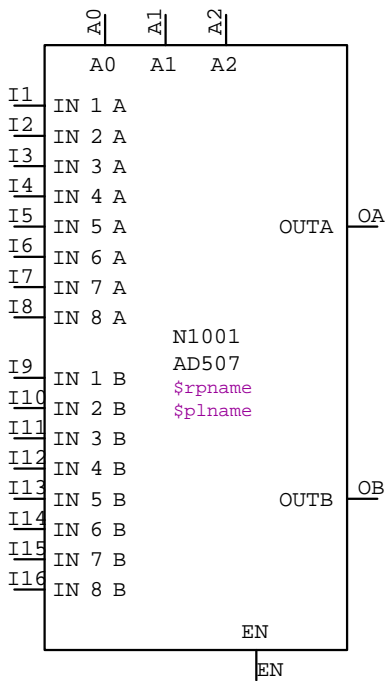 A0 A1 A2
A0 A1 A2
I1 IN 1 A
I2 IN 2 A
I3 IN 3 A
I4 IN 4 A
I5 IN 5 A OUTA OA
I6 IN 6 A
I7 IN 7 A
I8 IN 8 A
N1001
AD507
I9 IN 1 B
$rpname
I10 IN 2 B
$plname
I11 IN 3 B
I12 IN 4 B
I13 IN 5 B OUTB OB
I14 IN 6 B
I15 IN 7 B
I16 IN 8 B
EN
EN